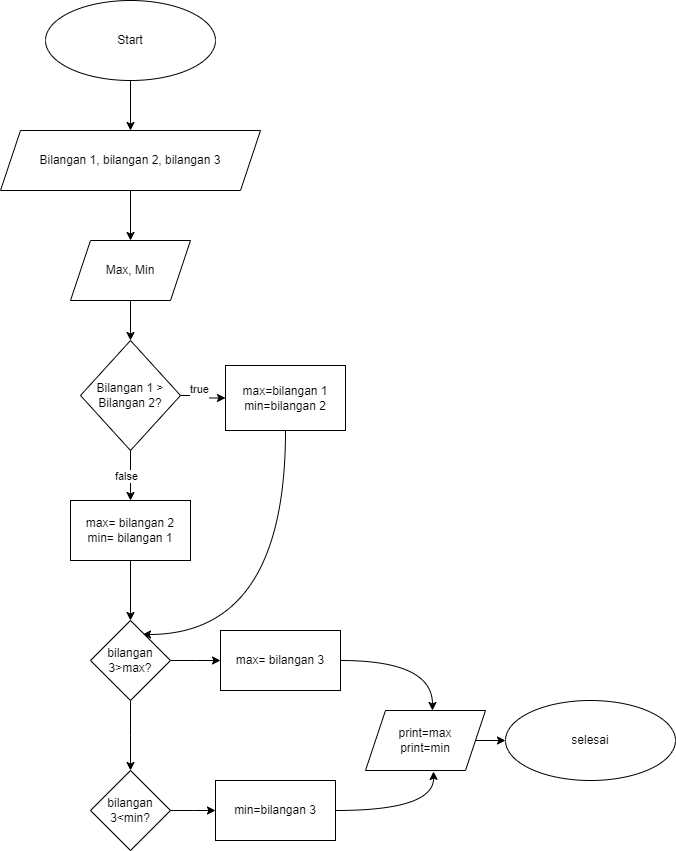 Start
Bilangan 1, bilangan 2, bilangan 3
Max, Min
Bilangan 1 >
Bilangan 2?
true
max=bilangan 1
min=bilangan 2
false
max= bilangan 2
min= bilangan 1
bilangan
3>max?
max= bilangan 3
print=max
print=min
selesai
bilangan
3<min?
min=bilangan 3